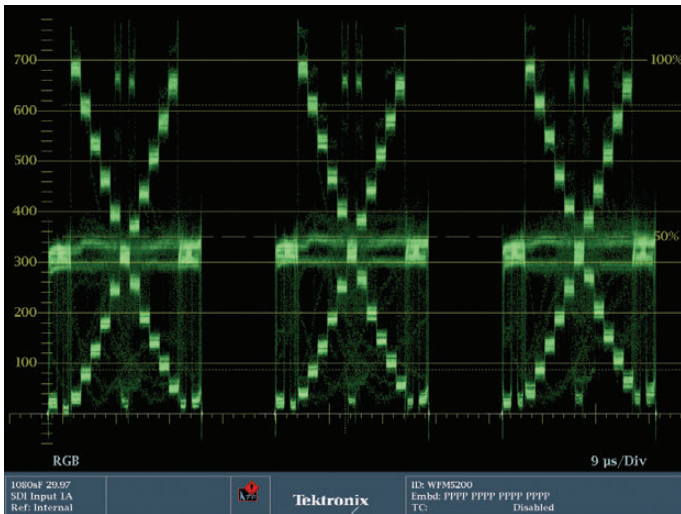 700
100%
600
500
400
50%
300
200
100
RGB
9 µs/Div
1080sF 29.97
SDI Input 1A
Ref: Internal
Tektronix
ID: WFM5200
Embd: PPPP PPPP PPPP PPPP
TC: Disabled